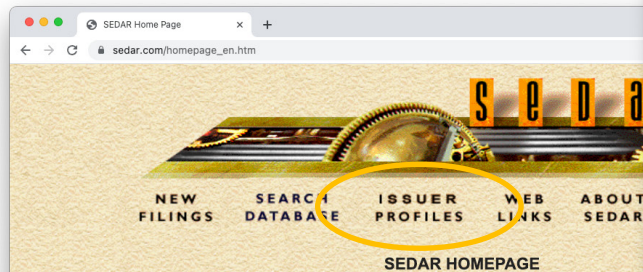 SEDAR Home Page
sedar.com/homepage_en.htm
SeDa
NEW FILINGS
SEARCH DATABASE
ISSUER PROFILES
WEB LINKS
ABOUT SEDAR
SEDAR HOMEPAGE